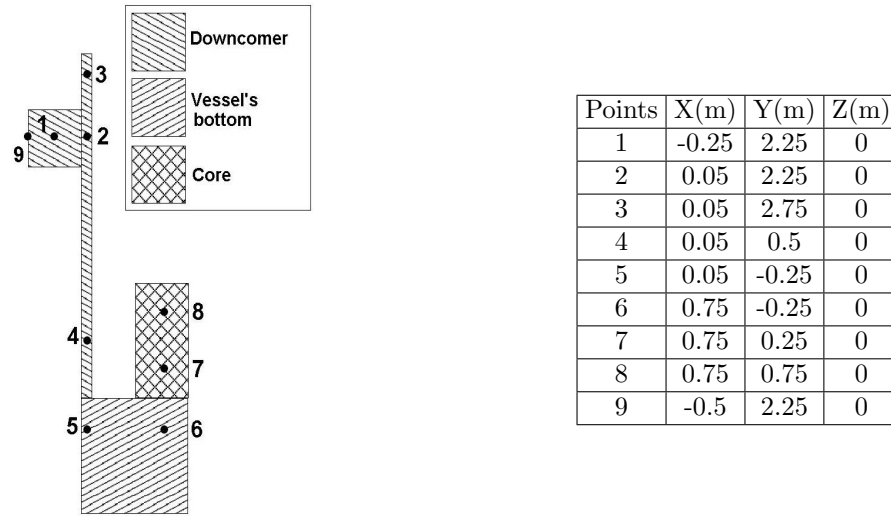 Downcomer
Vessel's
bottom
Core
3
1
2
9
8
4
7
5
6
Points X(m) Y(m) Z(m)
1 -0.25 2.25 0
2 0.05 2.25 0
3 0.05 2.75 0
4 0.05 0.5 0
5 0.05 -0.25 0
6 0.75 -0.25 0
7 0.75 0.25 0
8 0.75 0.75 0
9 -0.5 2.25 0